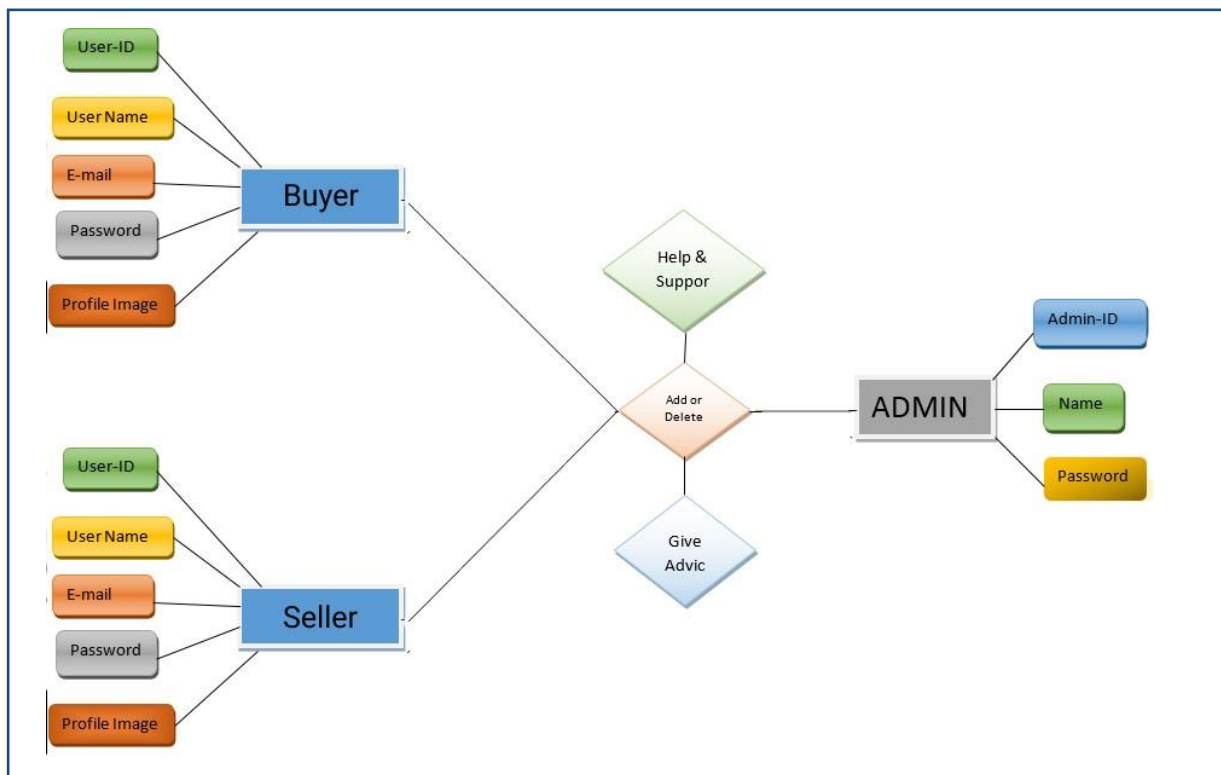 User-ID
User Name
E-mail
Password
Profile Image
Buyer
User-ID
User Name
E-mail
Password
Profile Image
Seller
Help &
Suppor
Add or
Delete
Give
Advic
ADMIN
Admin-ID
Name
Password